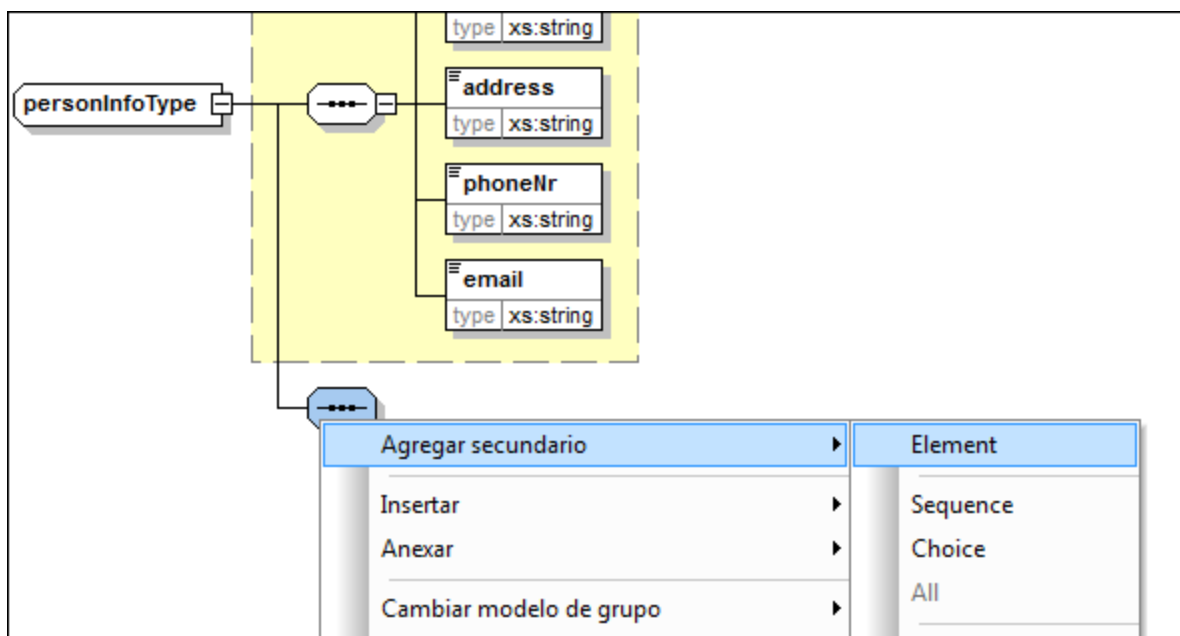 type xs:string
address
personInfoType
type xs:string
phoneNr
type xs:string
email
type xs:string
Agregar secundario
Element
Insertar
Sequence
Anexar
Choice
All
Cambiar modelo de grupo